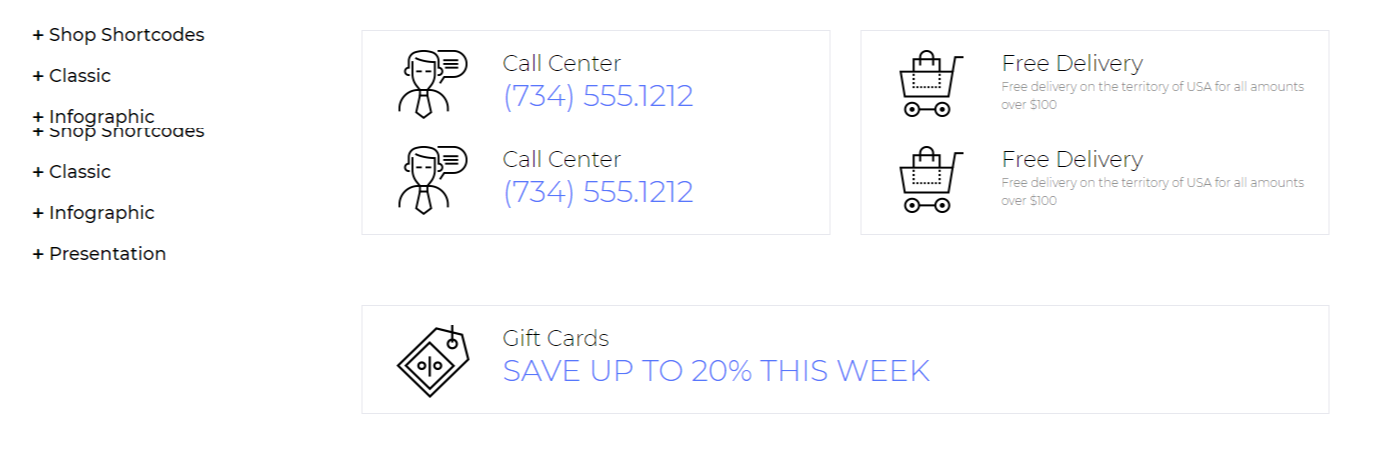 + Shop Shortcodes
+ Classic
+ Infographic
+ Shop Shortcodes
+ Classic
+ Infographic
+ Presentation
Call Center
(734) 555.1212
Call Center
(734) 555.1212
Free Delivery
Free delivery on the territory of USA for all amounts
over $100
Free Delivery
Free delivery on the territory of USA for all amounts
over $100
Gift Cards
SAVE UP TO 20% THIS WEEK